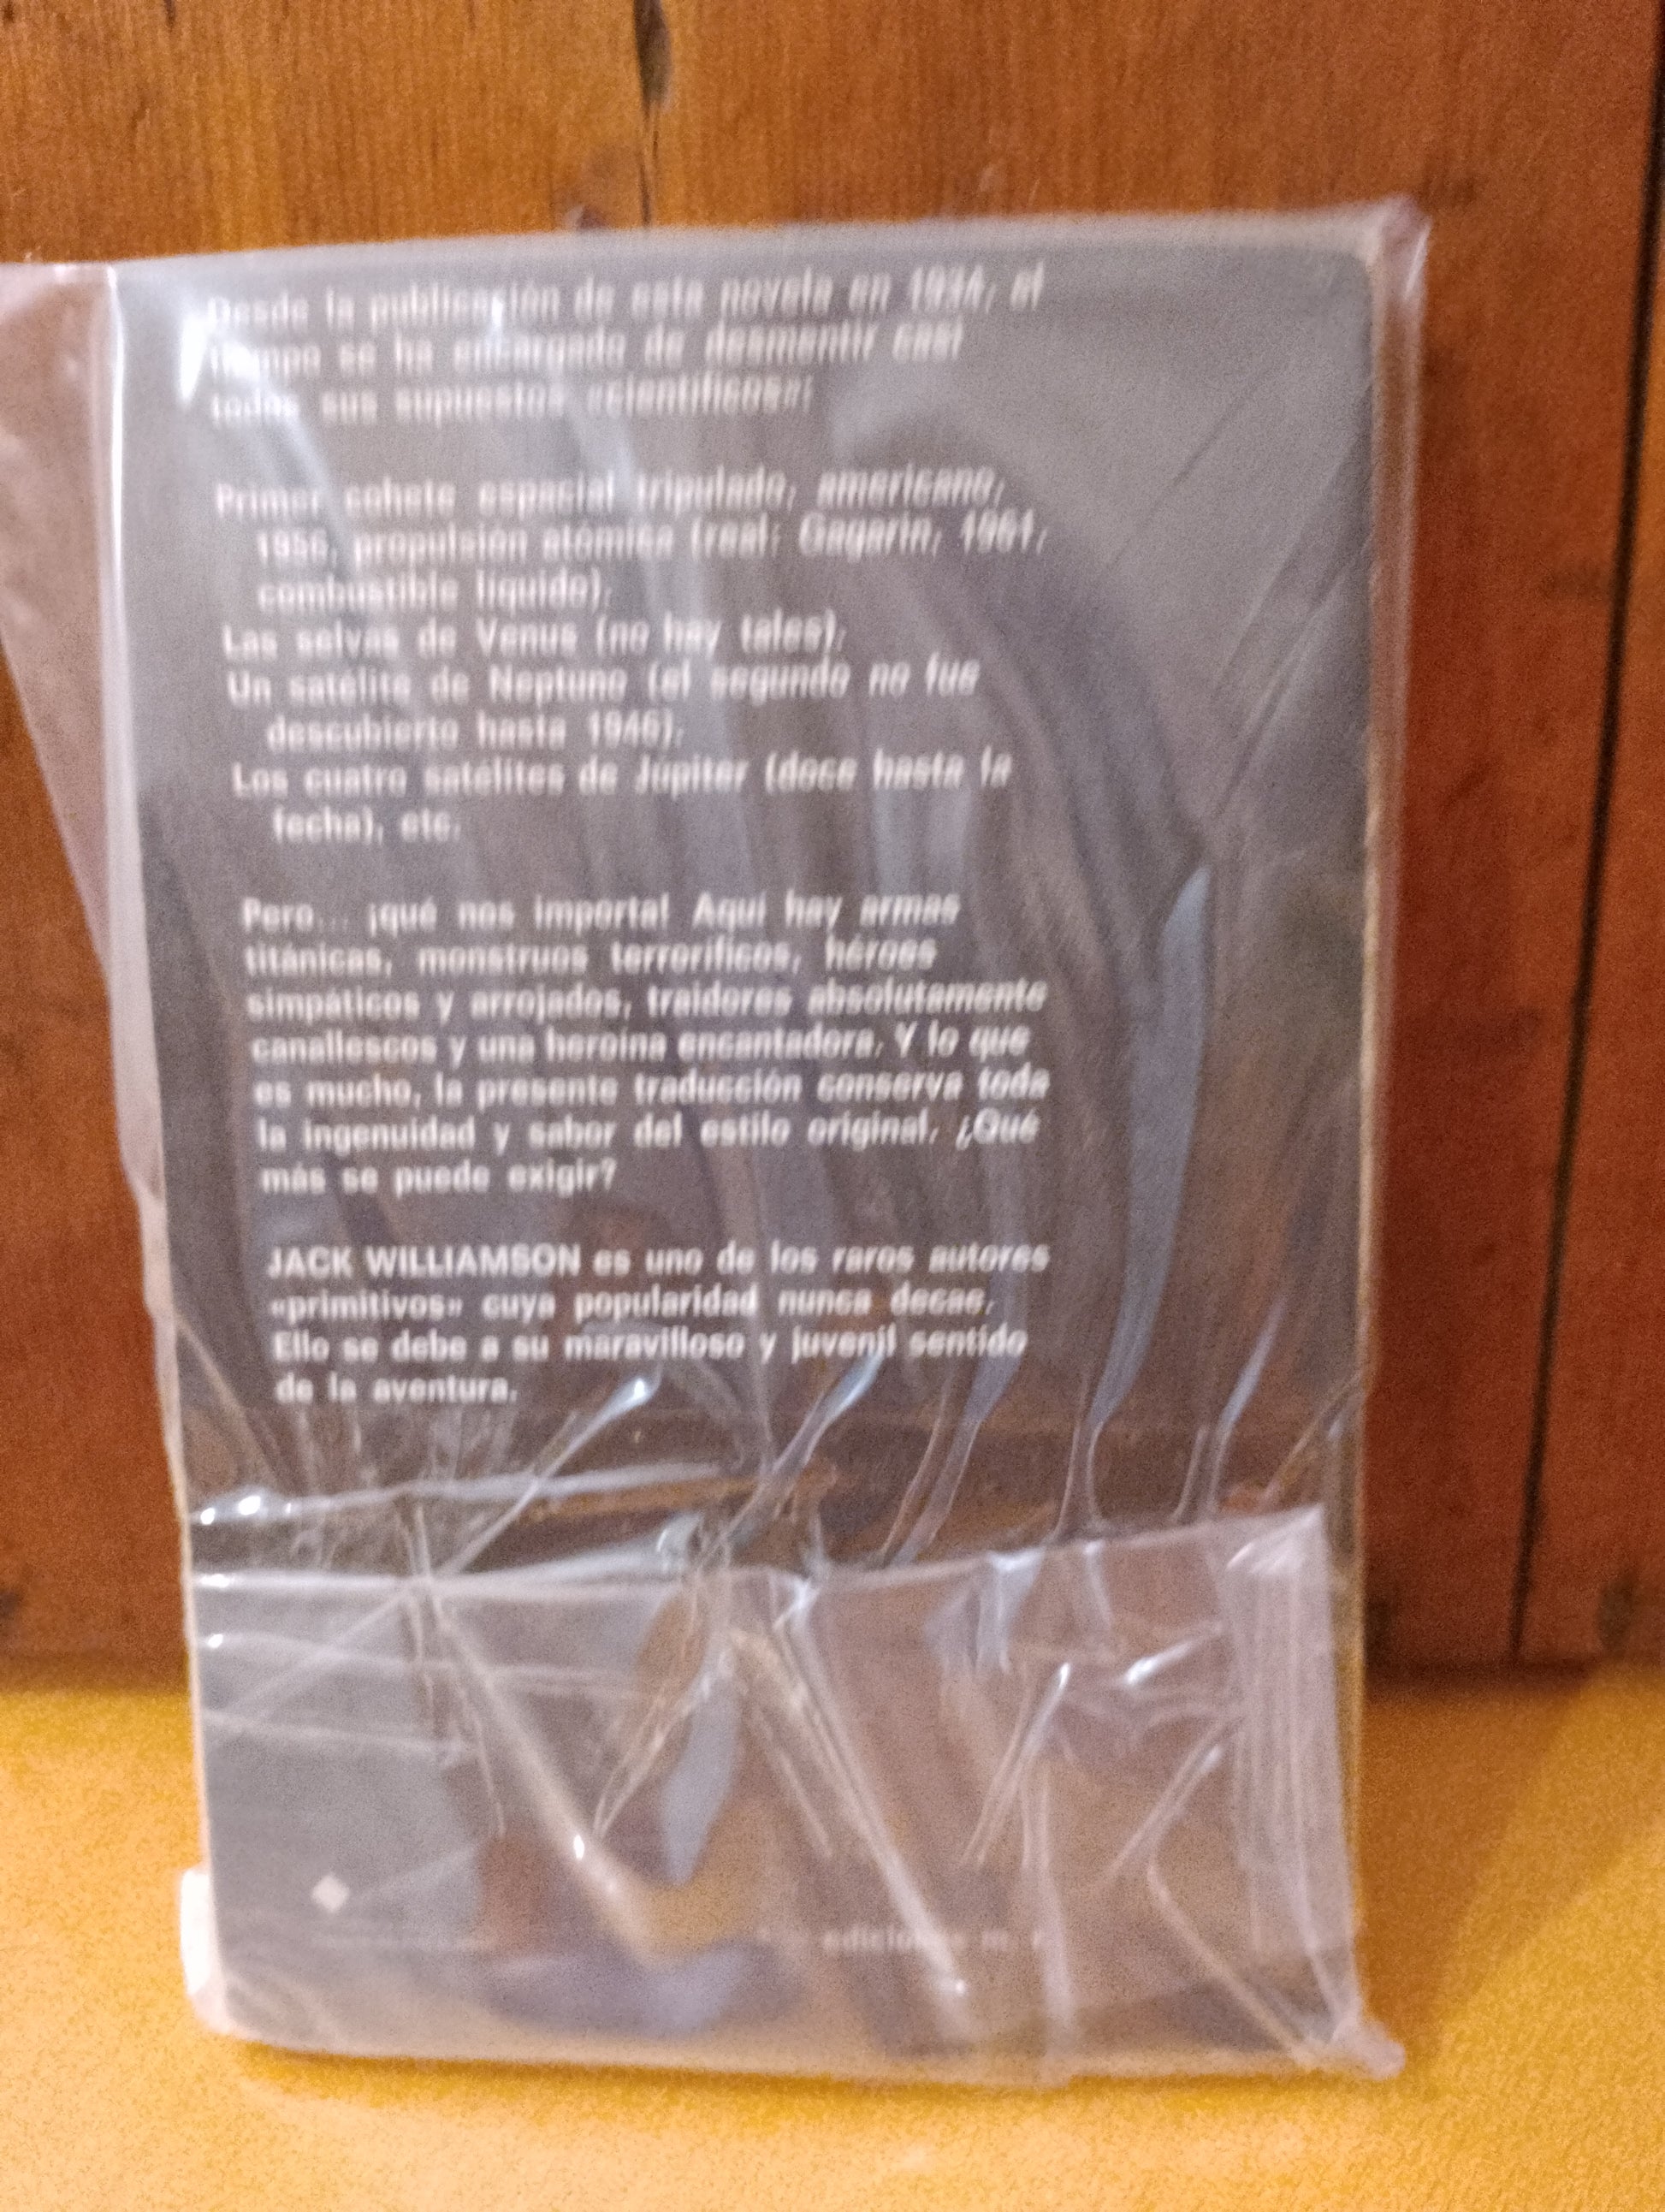 Desde la publicación de esta novela en 1934, el
tiempo se ha encargado de desmentir casi
todos sus supuestos «científicos»:
Primer cohete espacial tripulado, americano,
1956, propulsión atómica (real: Gagarin, 1961,
combustible líquido).
Las selvas de Venus (no hay tales).
Un satélite de Neptuno (el segundo no fue
descubierto hasta 1946).
Los cuatro satélites de Júpiter (doce hasta la
fecha), etc.
Pero... ¡qué nos importa! Aquí hay armas
titánicas, monstruos terroríficos, héroes
simpáticos y arrojados, traidores absolutamente
canallescos y una heroína encantadora. Y lo que
es mucho, la presente traducción conserva toda
la ingenuidad y sabor del estilo original. ¿Qué
más se puede exigir?
JACK WILLIAMSON es uno de los raros autores
«primitivos» cuya popularidad nunca decae.
Ello se debe a su maravilloso y juvenil sentido
de la aventura.
ediciones